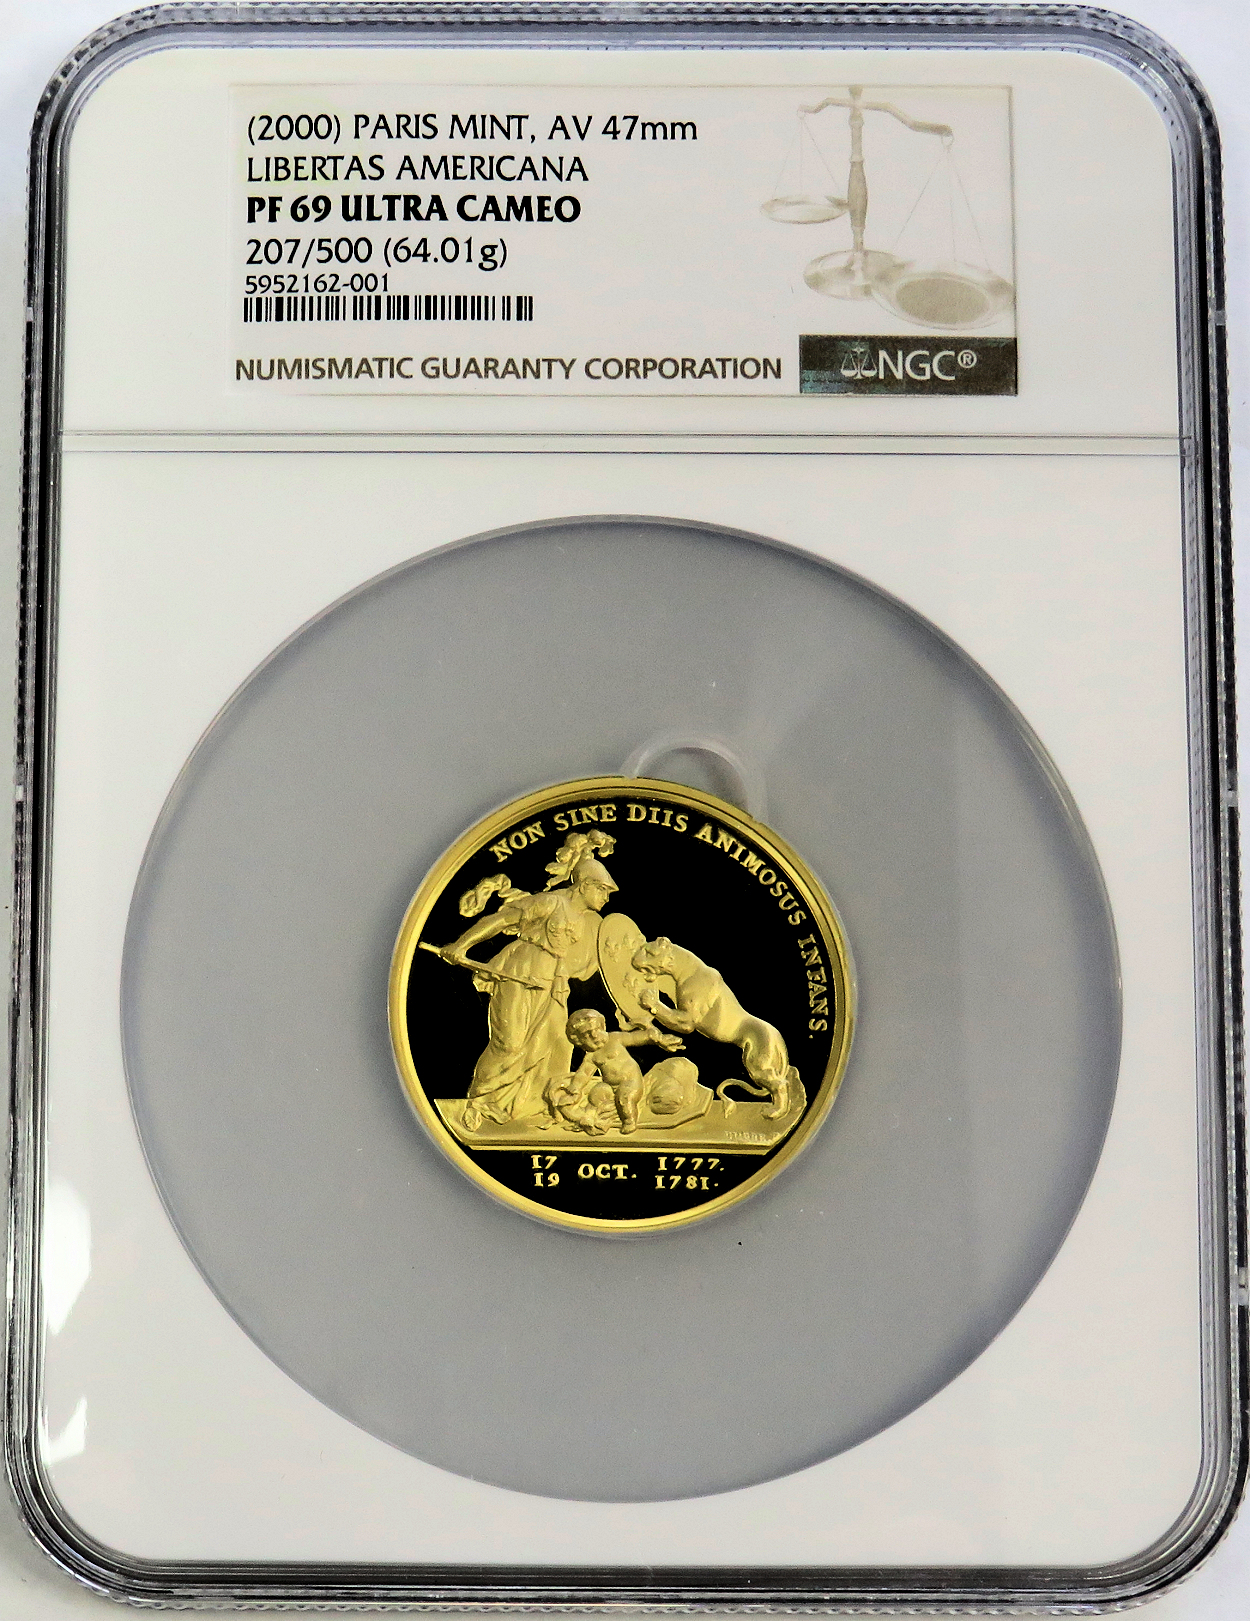 (2000) PARIS MINT, AV 47mm
LIBERTAS AMERICANA
PF 69 ULTRA CAMEO
207/500 (64.01g)
5952162-001
NUMISMATIC GUARANTY CORPORATION
NGC®
NON SINE DIIS ANIMOSUS INFANS.
17 OCT. 1777.
19 1781.